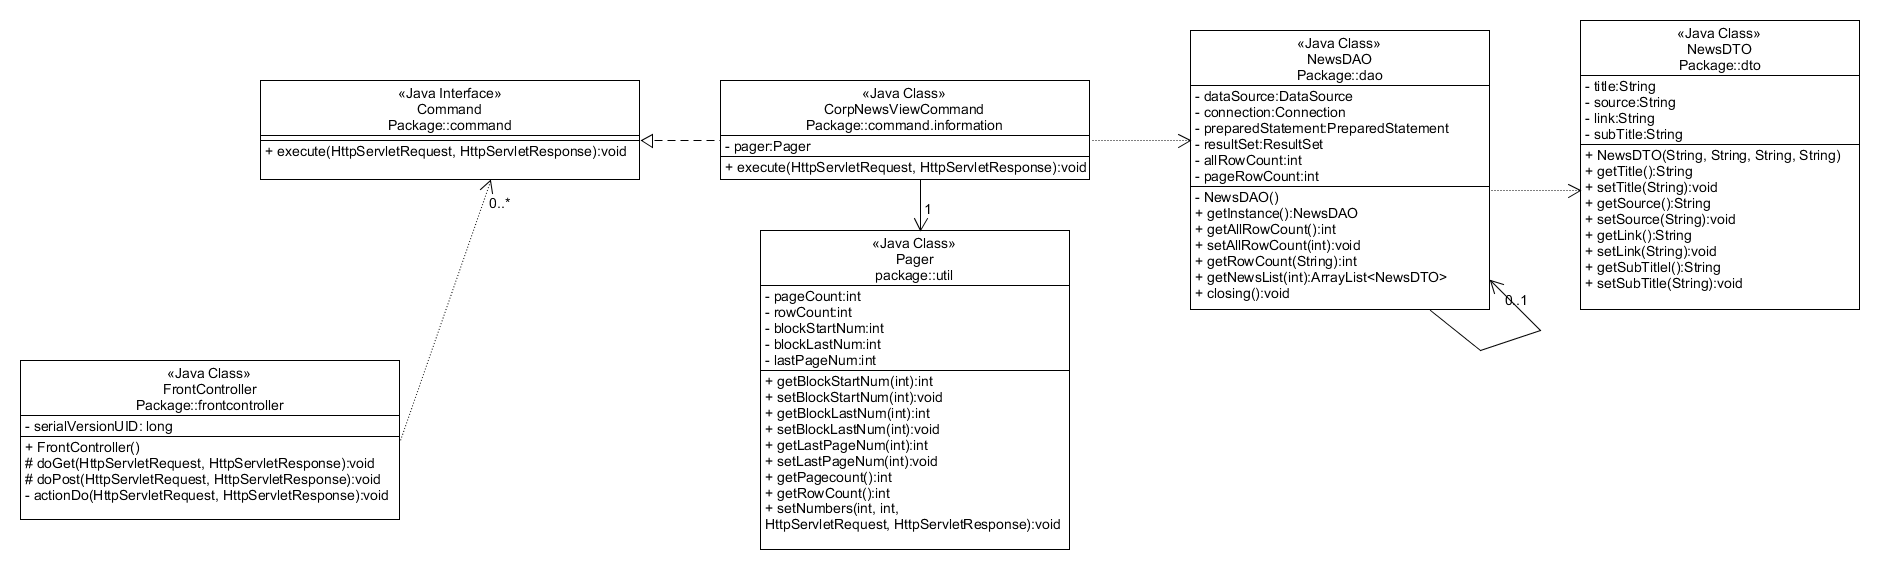 «Java Interface»
Command
Package::command
+ execute(HttpServletRequest, HttpServletResponse):void
0..*
«Java Class»
FrontController
Package::frontcontroller
- serialVersionUID: long
+ FrontController()
# doGet(HttpServletRequest, HttpServletResponse):void
# doPost(HttpServletRequest, HttpServletResponse):void
- actionDo(HttpServletRequest, HttpServletResponse):void
«Java Class»
CorpNewsViewCommand
Package::command.information
- pager:Pager
+ execute(HttpServletRequest, HttpServletResponse):void
1
«Java Class»
Pager
package::util
- pageCount:int
- rowCount:int
- blockStartNum:int
- blockLastNum:int
- lastPageNum:int
+ getBlockStartNum(int):int
+ setBlockStartNum(int):void
+ getBlockLastNum(int):int
+ setBlockLastNum(int):void
+ getLastPageNum(int):int
+ setLastPageNum(int):void
+ getPagecount():int
+ getRowCount():int
+ setNumbers(int, int,
HttpServletRequest, HttpServletResponse):void
«Java Class»
NewsDAO
Package::dao
- dataSource:DataSource
- connection:Connection
- preparedStatement:PreparedStatement
- resultSet:ResultSet
- allRowCount:int
- pageRowCount:int
- NewsDAO()
+ getInstance():NewsDAO
+ getAllRowCount():int
+ setAllRowCount(int):void
+ getRowCount(String):int
+ getNewsList(int):ArrayList<NewsDTO>
+ closing():void
0..1
«Java Class»
NewsDTO
Package::dto
- title:String
- source:String
- link:String
- subTitle:String
+ NewsDTO(String, String, String, String)
+ getTitle():String
+ setTitle(String):void
+ getSource():String
+ setSource(String):void
+ getLink():String
+ setLink(String):void
+ getSubTitlel():String
+ setSubTitle(String):void